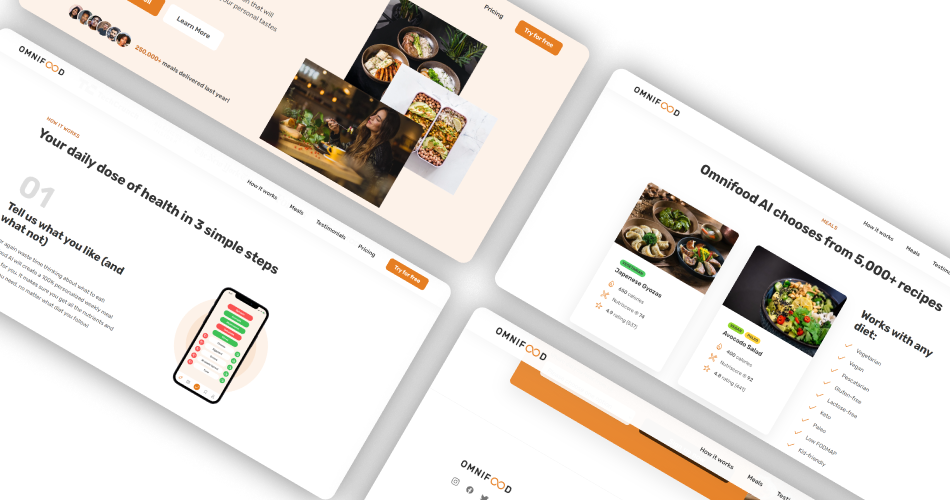 n that will
our personal tastes
Learn More
250,000+ meals delivered last year!
Pricing
Try for free
OMNIFOOD
How it works
Meals
Testimonials
Pricing
Try for free
HOW IT WORKS
Your daily dose of health in 3 simple steps
01
Tell us what you like (and
what not)
r again waste time thinking about what to eat!
od AI will create a 100% personalized weekly meal
for you. It makes sure you get all the nutrients and
you need, no matter what diet you follow!
OMNIFOOD
How it works
Meals
MEALS
Omnifood AI chooses from 5,000+ recipes
VEGETARIAN
Japanese Gyozas
650 calories
NutriScore ® 74
4.9 rating (537)
VEGAN
PALEO
Avocado Salad
400 calories
NutriScore ® 92
4.8 rating (441)
Works with any
diet:
Vegetarian
Vegan
Pescatarian
Gluten-free
Lactose-free
Keto
Paleo
Low FODMAP
Kid-friendly
OMNIFOOD
How it works
Meals
OMNIFOOD